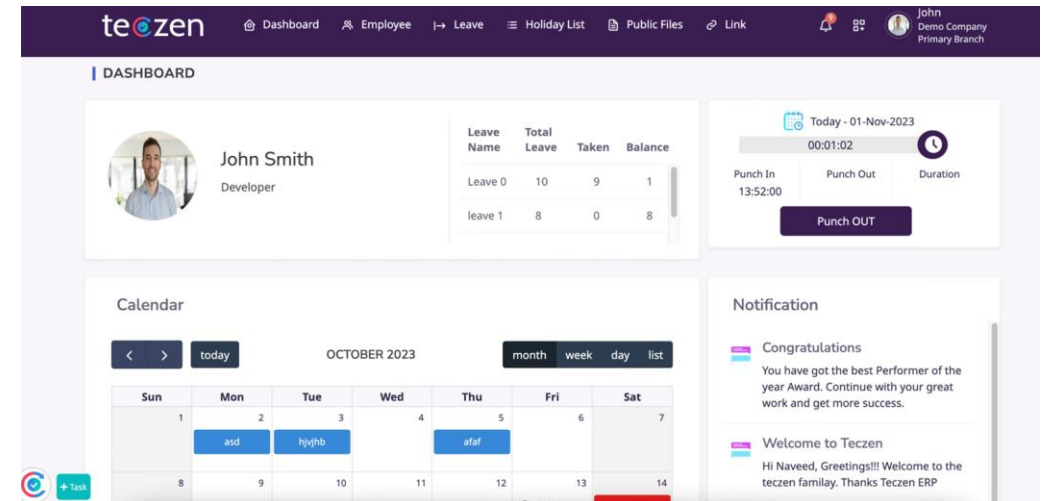 teczen
Dashboard Employee Leave Holiday List Public Files Link
John
Demo Company
Primary Branch
DASHBOARD
John Smith
Developer
Leave Name Total Leave Taken Balance
Leave 0 10 9 1
leave 1 8 0 8
Today - 01-Nov-2023
00:01:02
Punch In Punch Out Duration
13:52:00
Punch OUT
Calendar
today OCTOBER 2023 month week day list
Sun Mon Tue Wed Thu Fri Sat
1 2 3 4 5 6 7
asd hjvjhb afaf
8 9 10 11 12 13 14
+ Task
Notification
Congratulations
You have got the best Performer of the
year Award. Continue with your great
work and get more success.
Welcome to Teczen
Hi Naveed, Greetings!!! Welcome to the
teczen familay. Thanks Teczen ERP